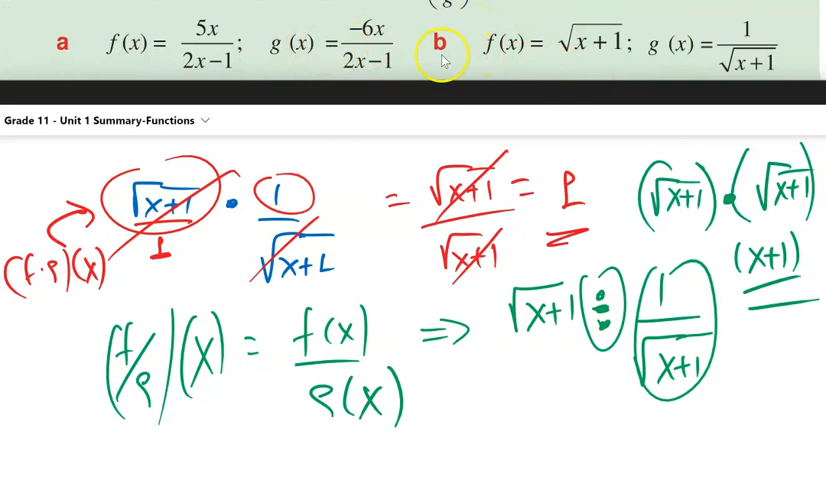 (g)
a f(x) = 5x/2x−1; g (x) = −6x/2x−1 b f(x) = √x+1; g (x) = 1/√x+1
Grade 11 - Unit 1 Summary-Functions
√x+1/1 · 1/√x+1 = √x+1/√x+1 = 1 (√x+1)·(√x+1)
(f·g)(x)
(x+1)
(f/g)(x) = f(x)/g(x) ⇒ √x+1 ÷ (1/√x+1)